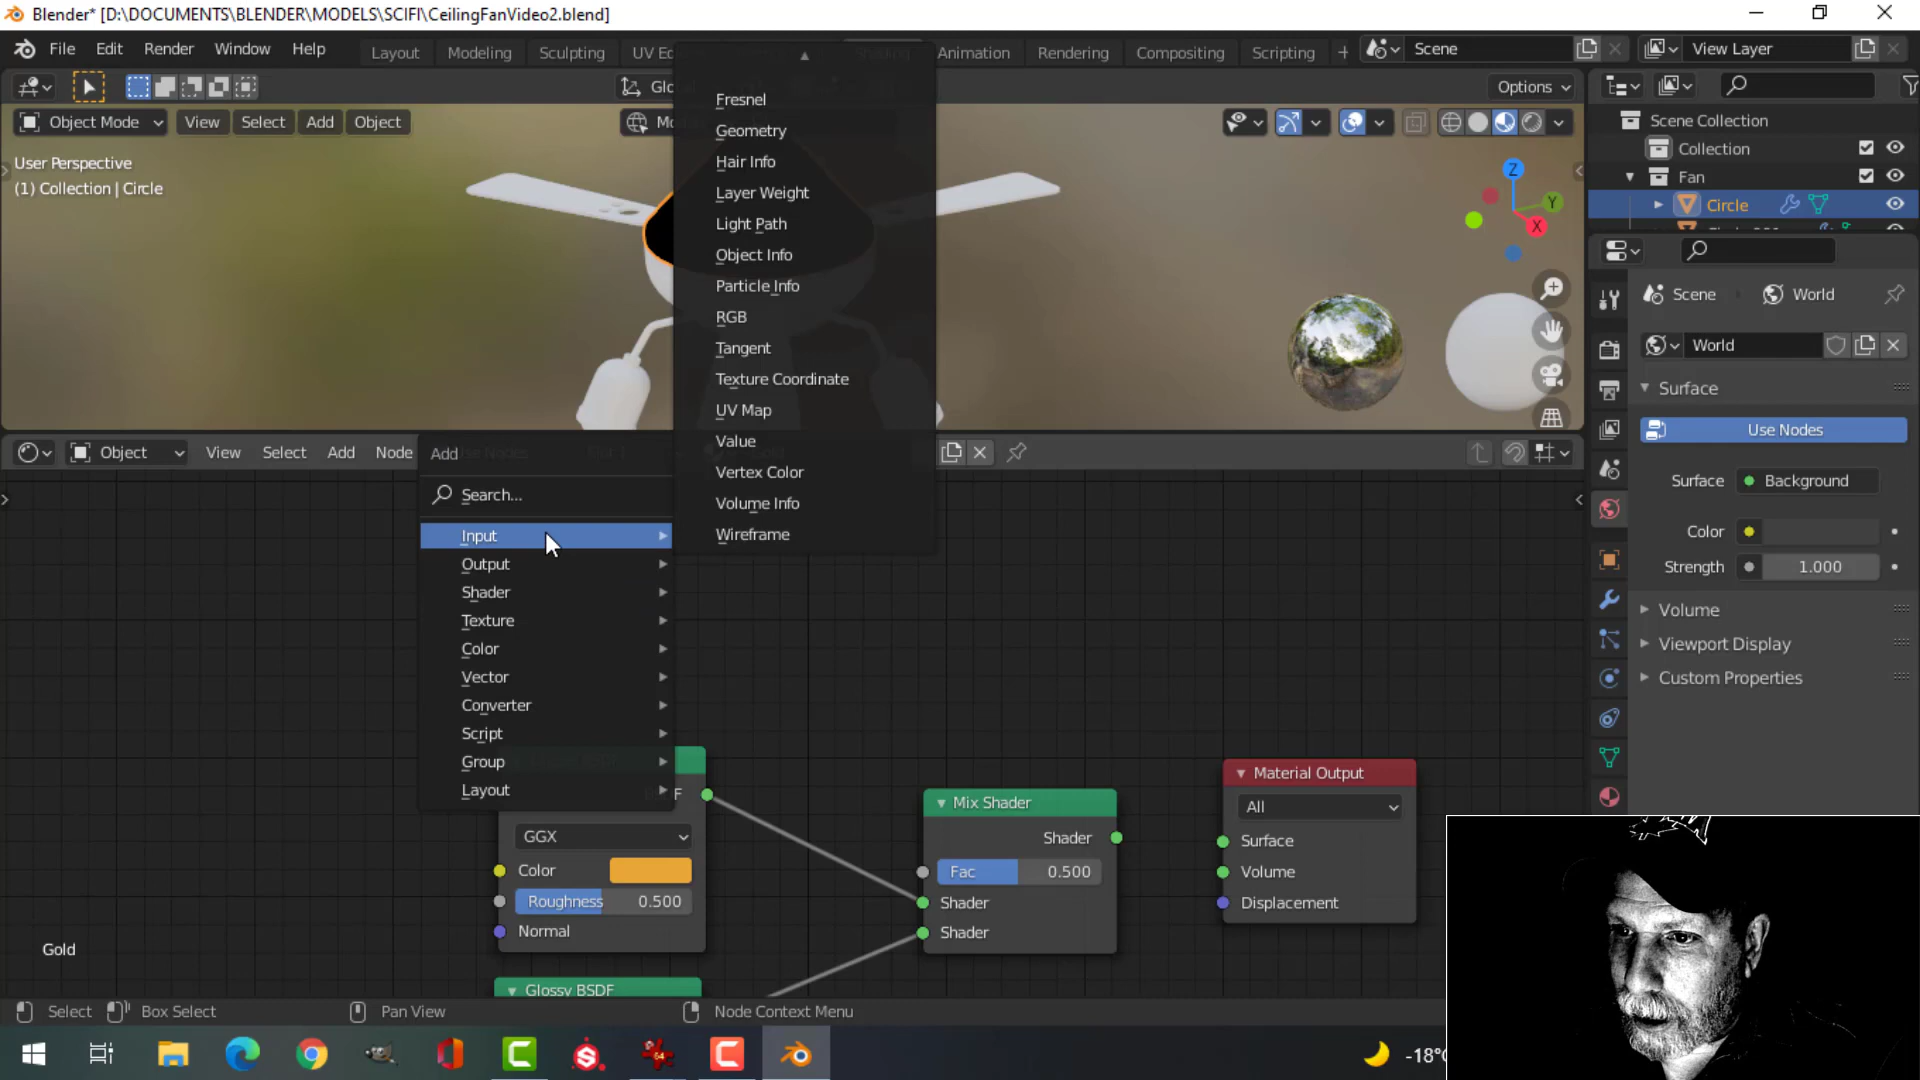 Blender* [D:\DOCUMENTS\BLENDER\MODELS\SCIFI\CeilingFanVideo2.blend]
File Edit Render Window Help
Layout Modeling Sculpting UV Animation Rendering Compositing Scripting +
Scene
View Layer
Options
Object Mode View Select Add Object
User Perspective
(1) Collection | Circle
Z
Y
X
Scene Collection
Collection
Fan
Circle
Scene World
World
Surface
Use Nodes
Surface Background
Color
Strength 1.000
Volume
Viewport Display
Custom Properties
Fresnel
Geometry
Hair Info
Layer Weight
Light Path
Object Info
Particle Info
RGB
Tangent
Texture Coordinate
UV Map
Value
Vertex Color
Volume Info
Wireframe
Object View Select Add Node
Add
Search...
Input
Output
Shader
Texture
Color
Vector
Converter
Script
Group
Layout
GGX
Color
Roughness 0.500
Normal
Glossy BSDF
Mix Shader
Shader
Fac 0.500
Shader
Shader
Material Output
All
Surface
Volume
Displacement
Gold
Select Box Select Pan View Node Context Menu
-18°